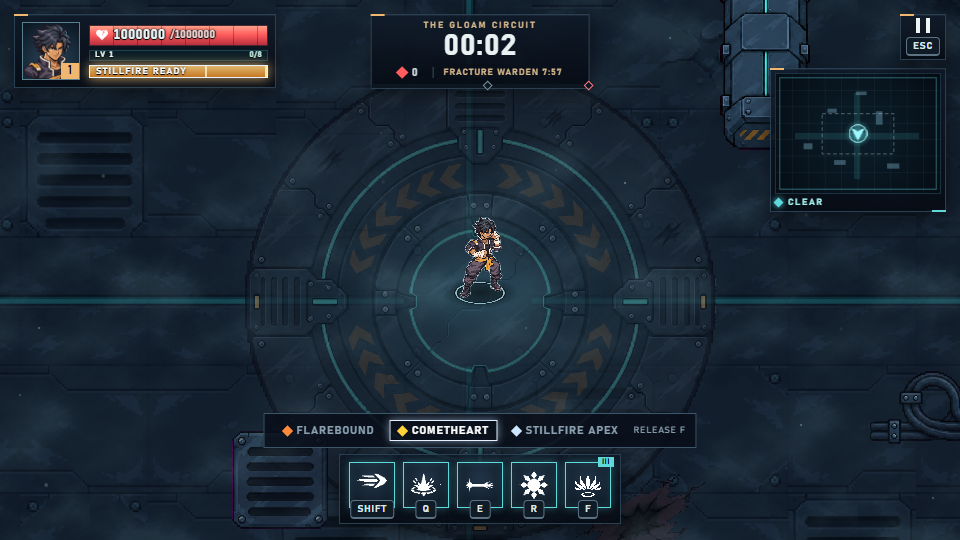 1000000 /1000000
LV 1 0/8
1
STILLFIRE READY
THE GLOAM CIRCUIT
00:02
0 FRACTURE WARDEN 7:57
ESC
CLEAR
FLAREBOUND COMETHEART STILLFIRE APEX RELEASE F
SHIFT Q E R F